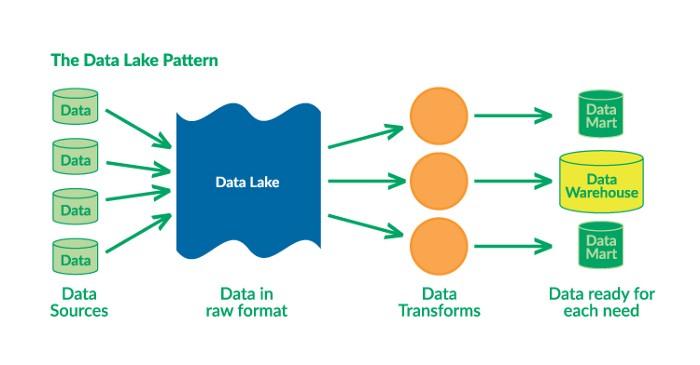 The Data Lake Pattern
Data
Data
Data
Data
Data Lake
Data
Mart
Data
Warehouse
Data
Mart
Data
Sources
Data in
raw format
Data
Transforms
Data ready for
each need